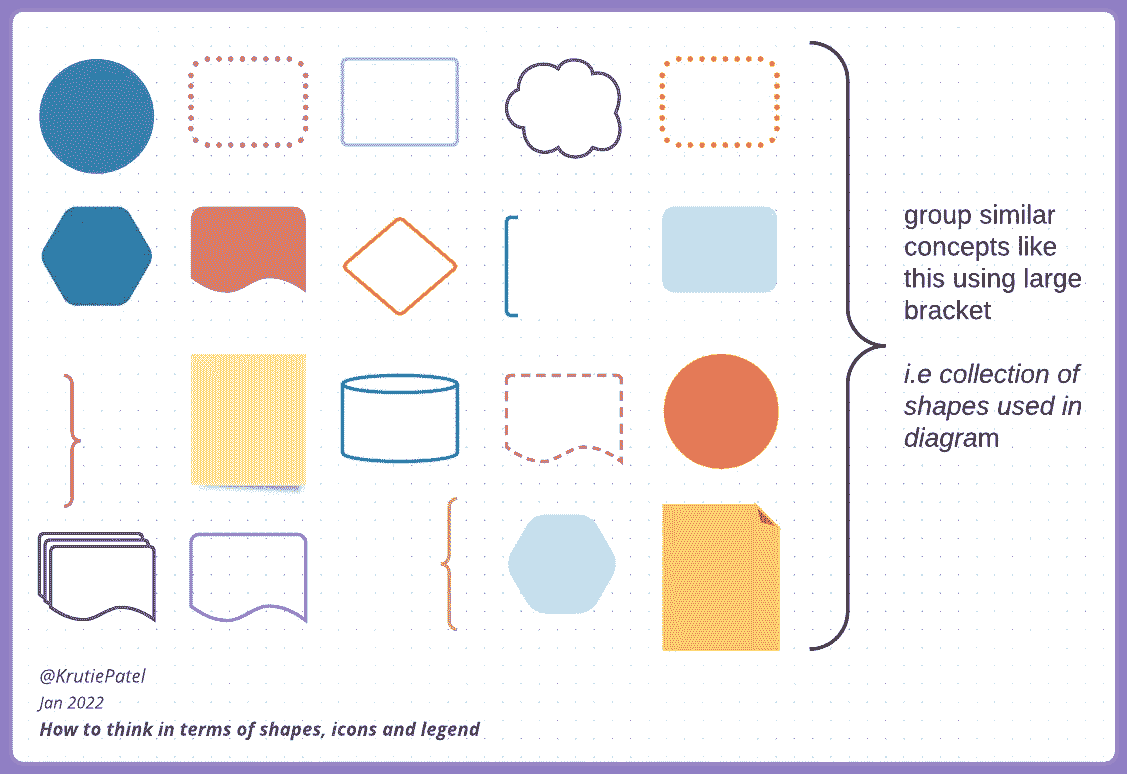 group similar
concepts like
this using large
bracket
i.e collection of
shapes used in
diagram
@KrutiePatel
Jan 2022
How to think in terms of shapes, icons and legend